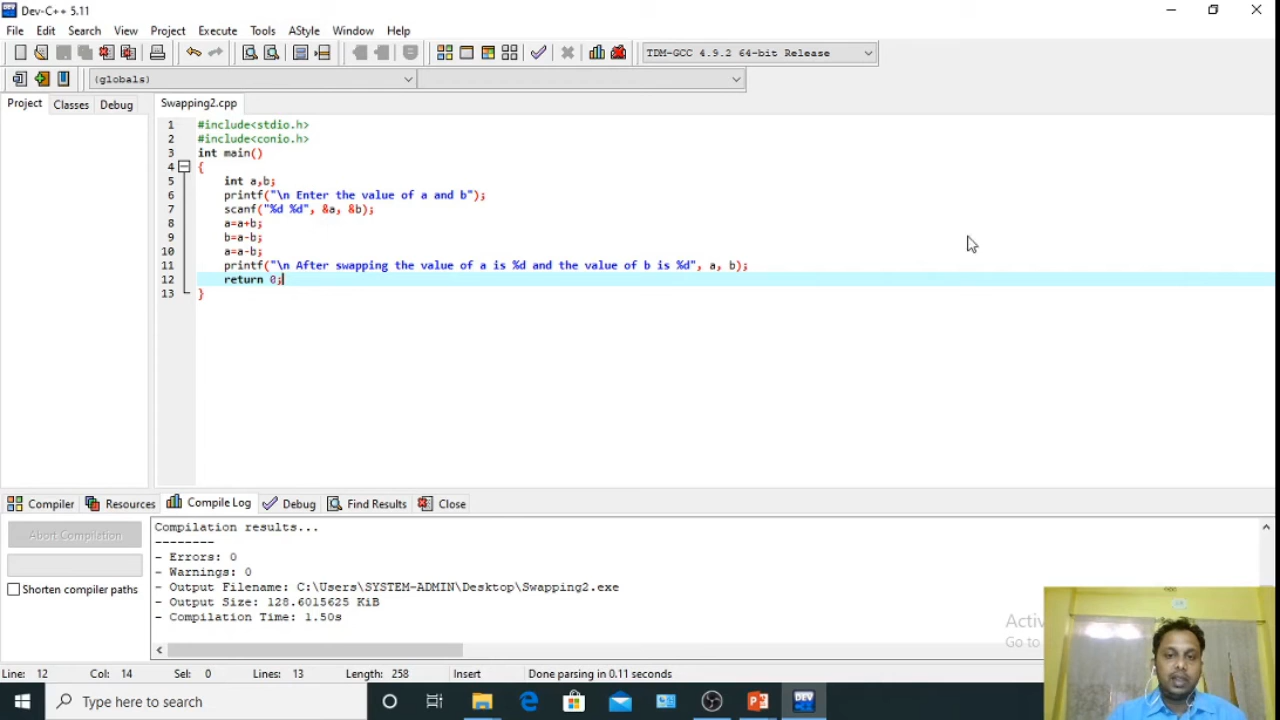 Dev-C++ 5.11
File Edit Search View Project Execute Tools AStyle Window Help
TDM-GCC 4.9.2 64-bit Release
(globals)
Project Classes Debug
Swapping2.cpp
1 #include<stdio.h>
2 #include<conio.h>
3 int main()
4 {
5 int a,b;
6 printf("\n Enter the value of a and b");
7 scanf("%d %d", &a, &b);
8 a=a+b;
9 b=a-b;
10 a=a-b;
11 printf("\n After swapping the value of a is %d and the value of b is %d", a, b);
12 return 0;
13 }
Compiler Resources Compile Log Debug Find Results Close
Abort Compilation
Shorten compiler paths
Compilation results...
--------
- Errors: 0
- Warnings: 0
- Output Filename: C:\Users\SYSTEM-ADMIN\Desktop\Swapping2.exe
- Output Size: 128.6015625 KiB
- Compilation Time: 1.50s
Activ
Go to
Line: 12 Col: 14 Sel: 0 Lines: 13 Length: 258 Insert Done parsing in 0.11 seconds
Type here to search
DEV